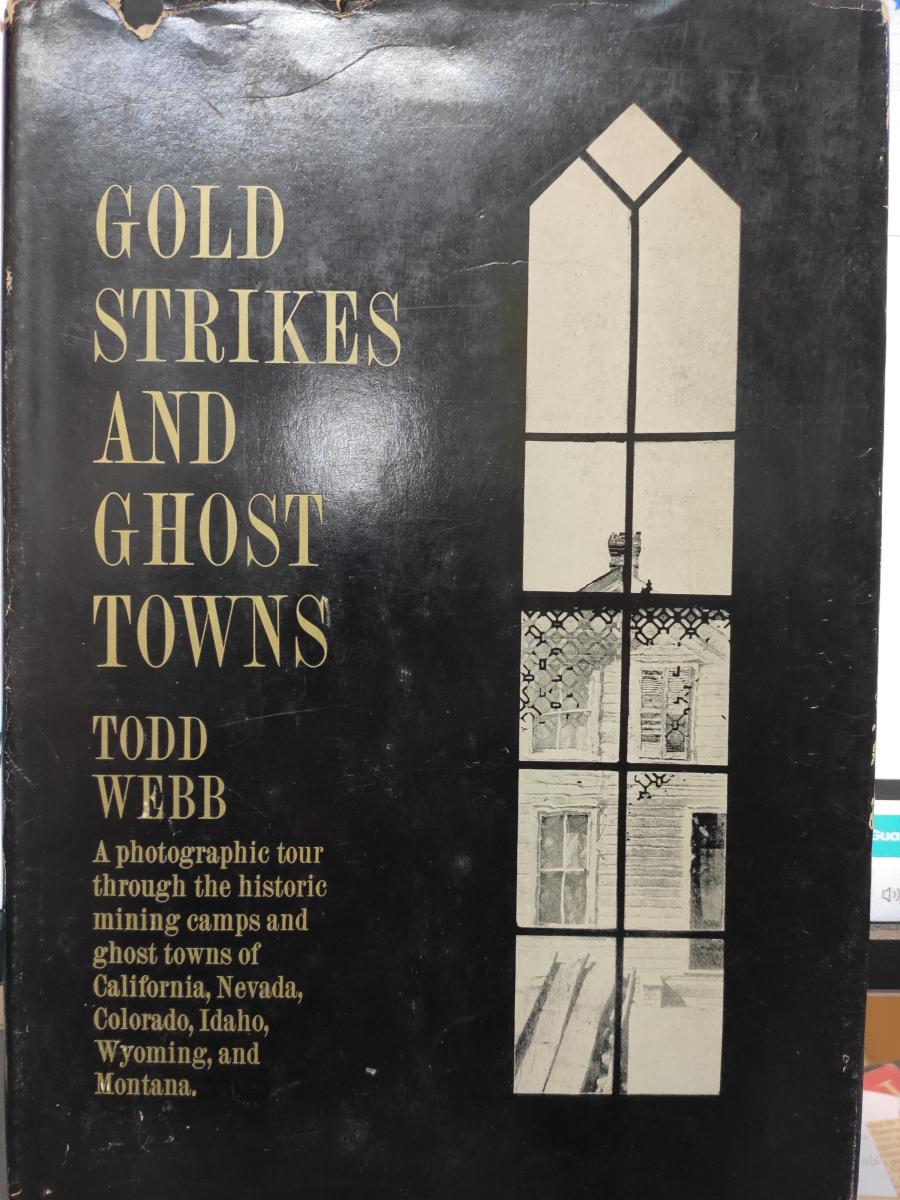 GOLD
STRIKES
AND
GHOST
TOWNS
TODD
WEBB
A photographic tour
through the historic
mining camps and
ghost towns of
California, Nevada,
Colorado, Idaho,
Wyoming, and
Montana.